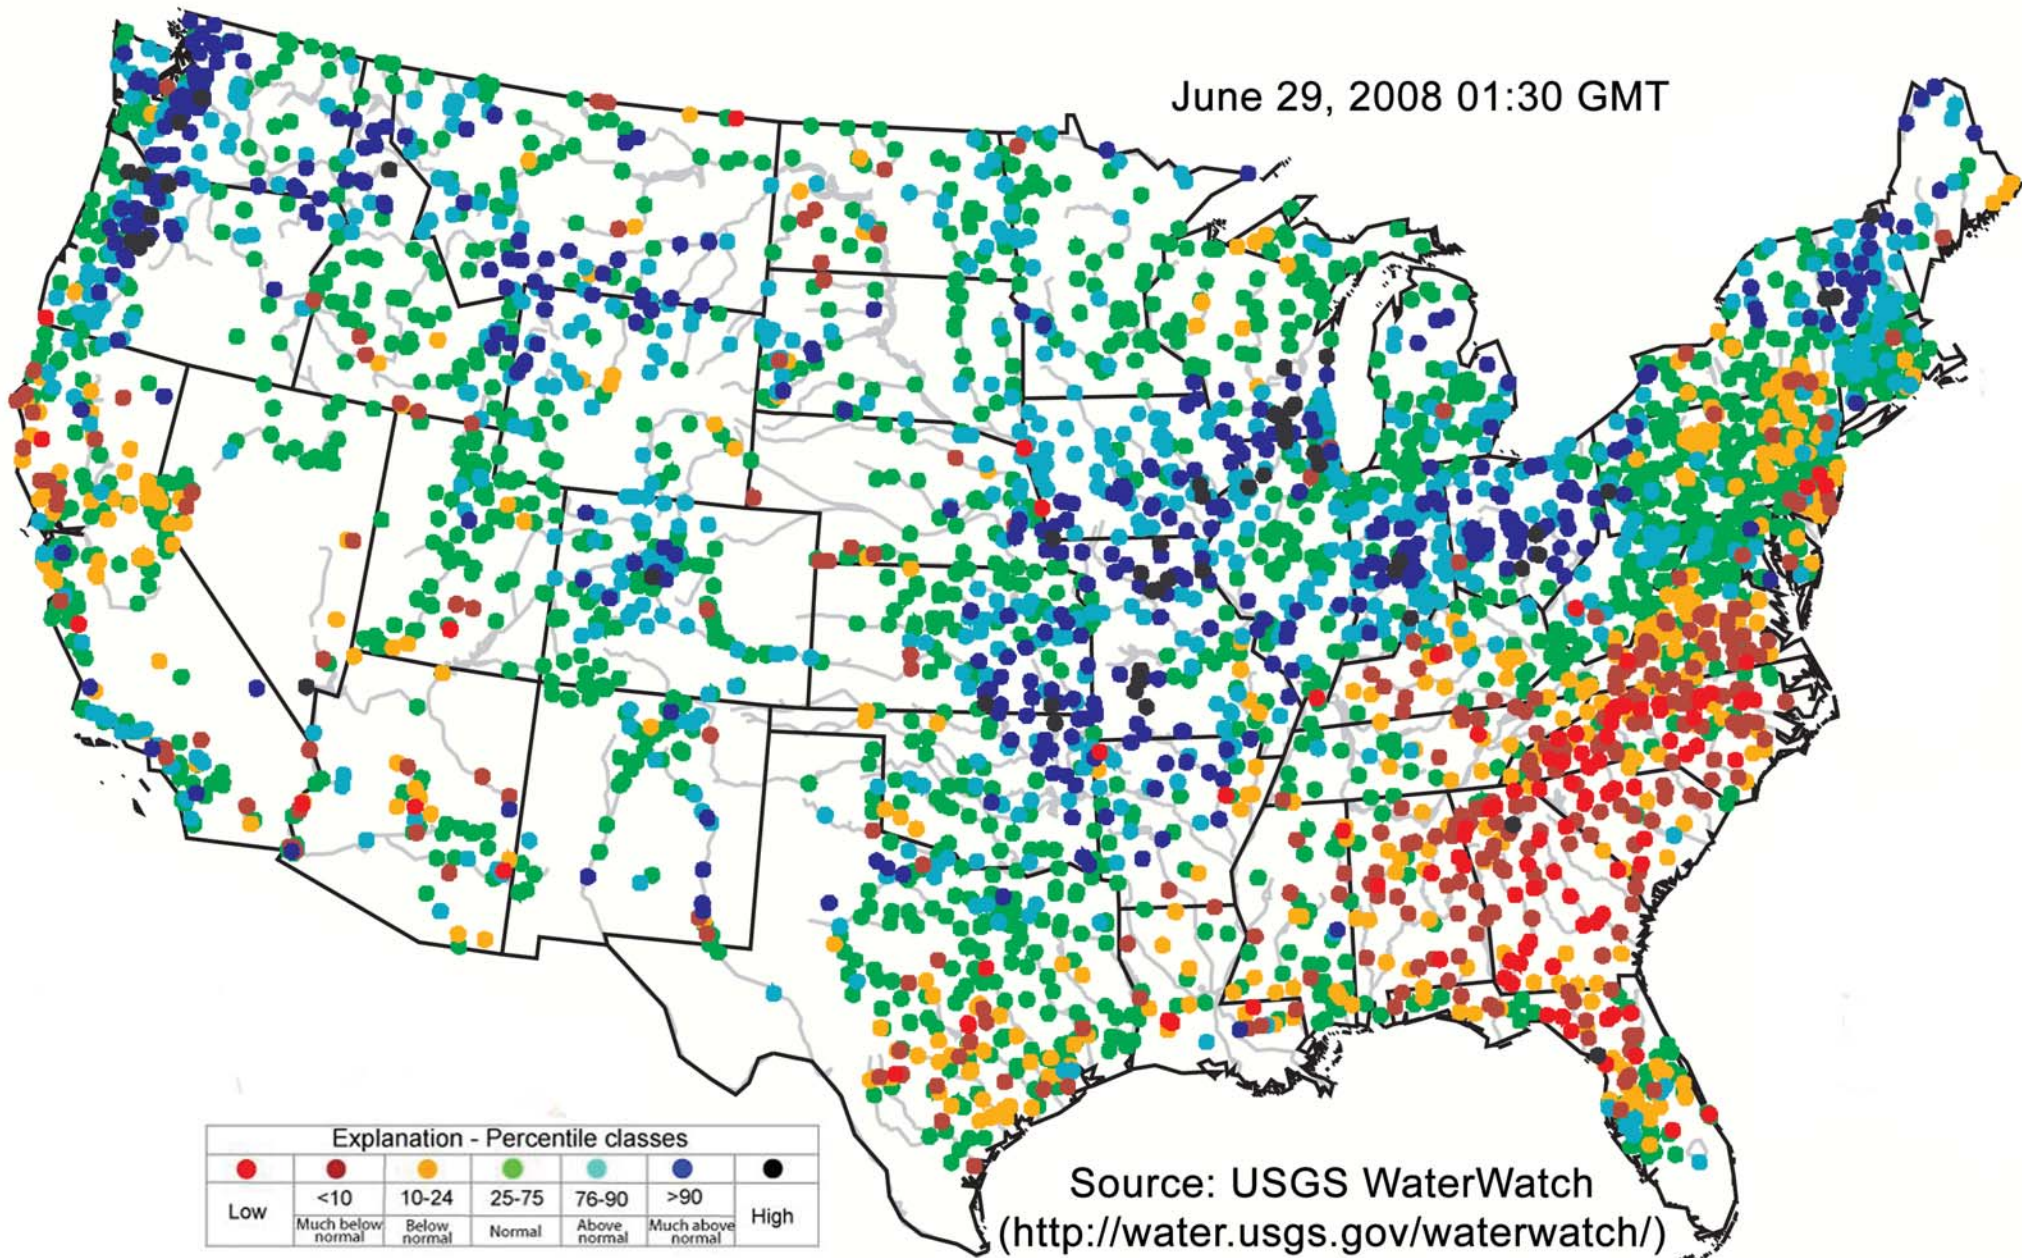 June 29, 2008 01:30 GMT
Explanation - Percentile classes
Low
<10
10-24
25-75
76-90
>90
High
Much below
normal
Below
normal
Normal
Above
normal
Much above
normal
Source: USGS WaterWatch
(http://water.usgs.gov/waterwatch/)